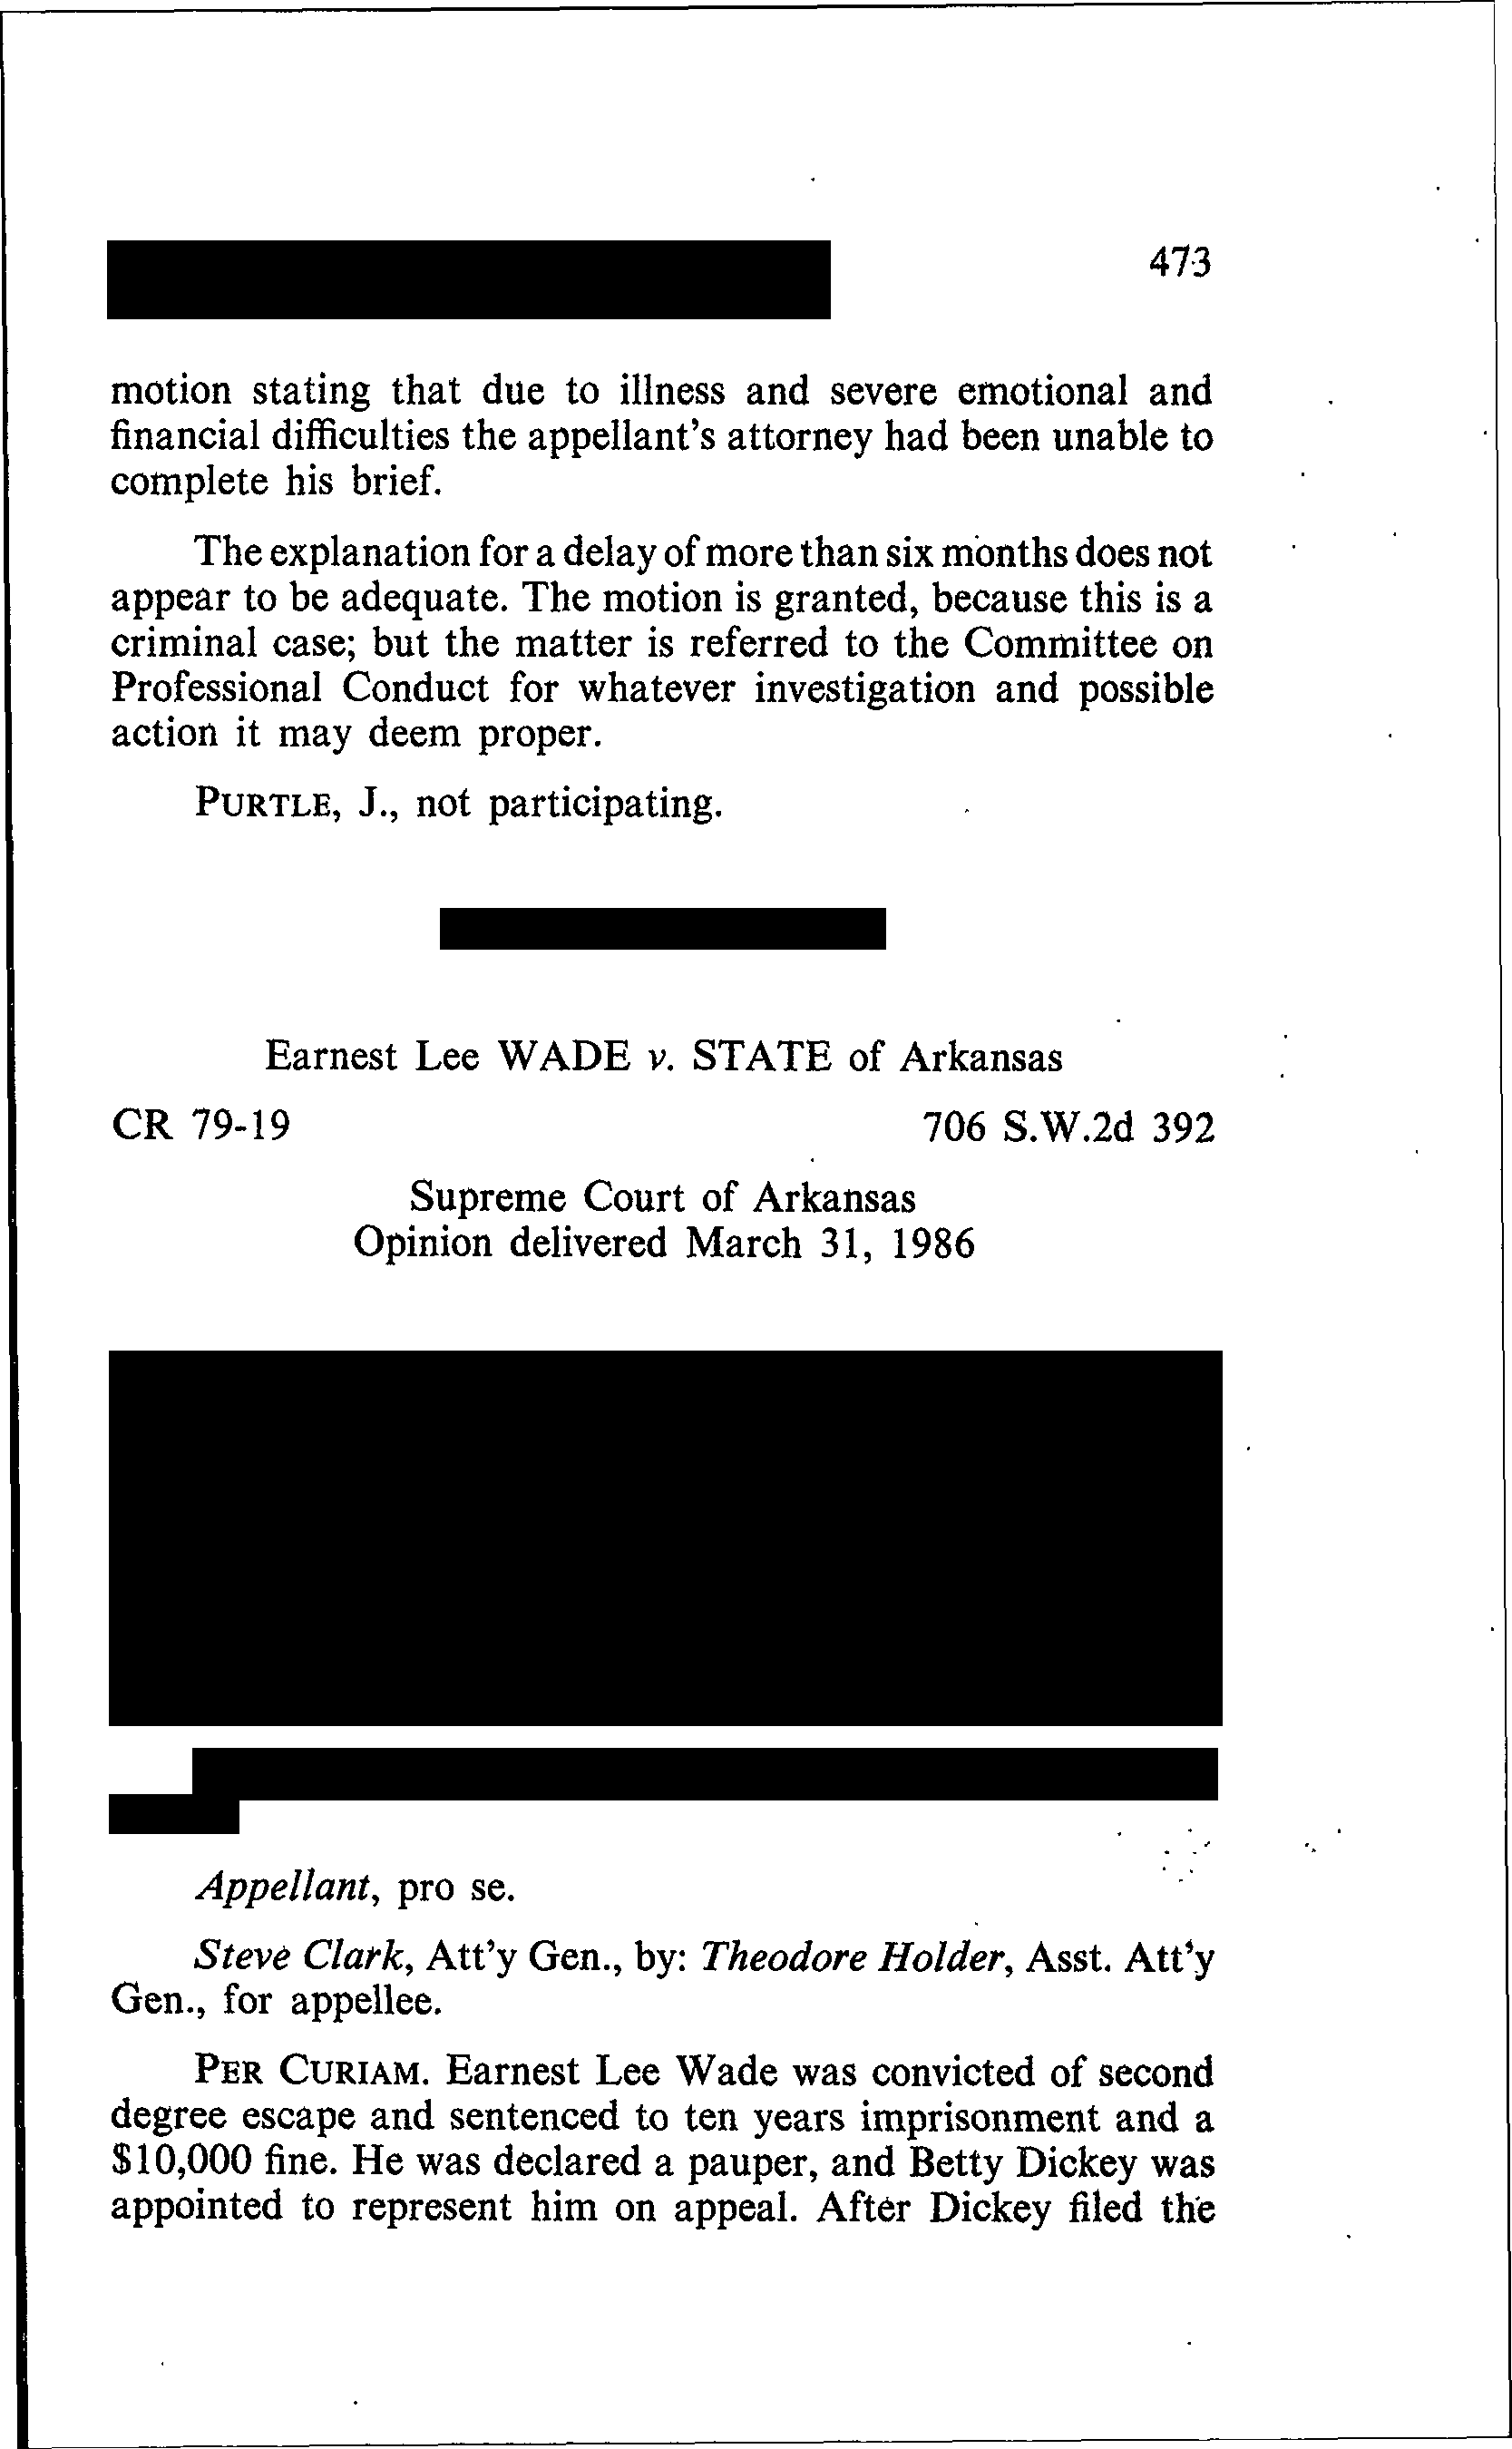 473
motion stating that due to illness and severe emotional and
financial difficulties the appellant's attorney had been unable to
complete his brief.
The explanation for a delay of more than six months does not
appear to be adequate. The motion is granted, because this is a
criminal case; but the matter is referred to the Committee on
Professional Conduct for whatever investigation and possible
action it may deem proper.
PURTLE, J., not participating.
Earnest Lee WADE v. STATE of Arkansas
CR 79-19 706 S.W.2d 392
Supreme Court of Arkansas
Opinion delivered March 31, 1986
Appellant, pro se.
Steve Clark, Att'y Gen., by: Theodore Holder, Asst. Att'y
Gen., for appellee.
PER CURIAM. Earnest Lee Wade was convicted of second
degree escape and sentenced to ten years imprisonment and a
$10,000 fine. He was declared a pauper, and Betty Dickey was
appointed to represent him on appeal. After Dickey filed the